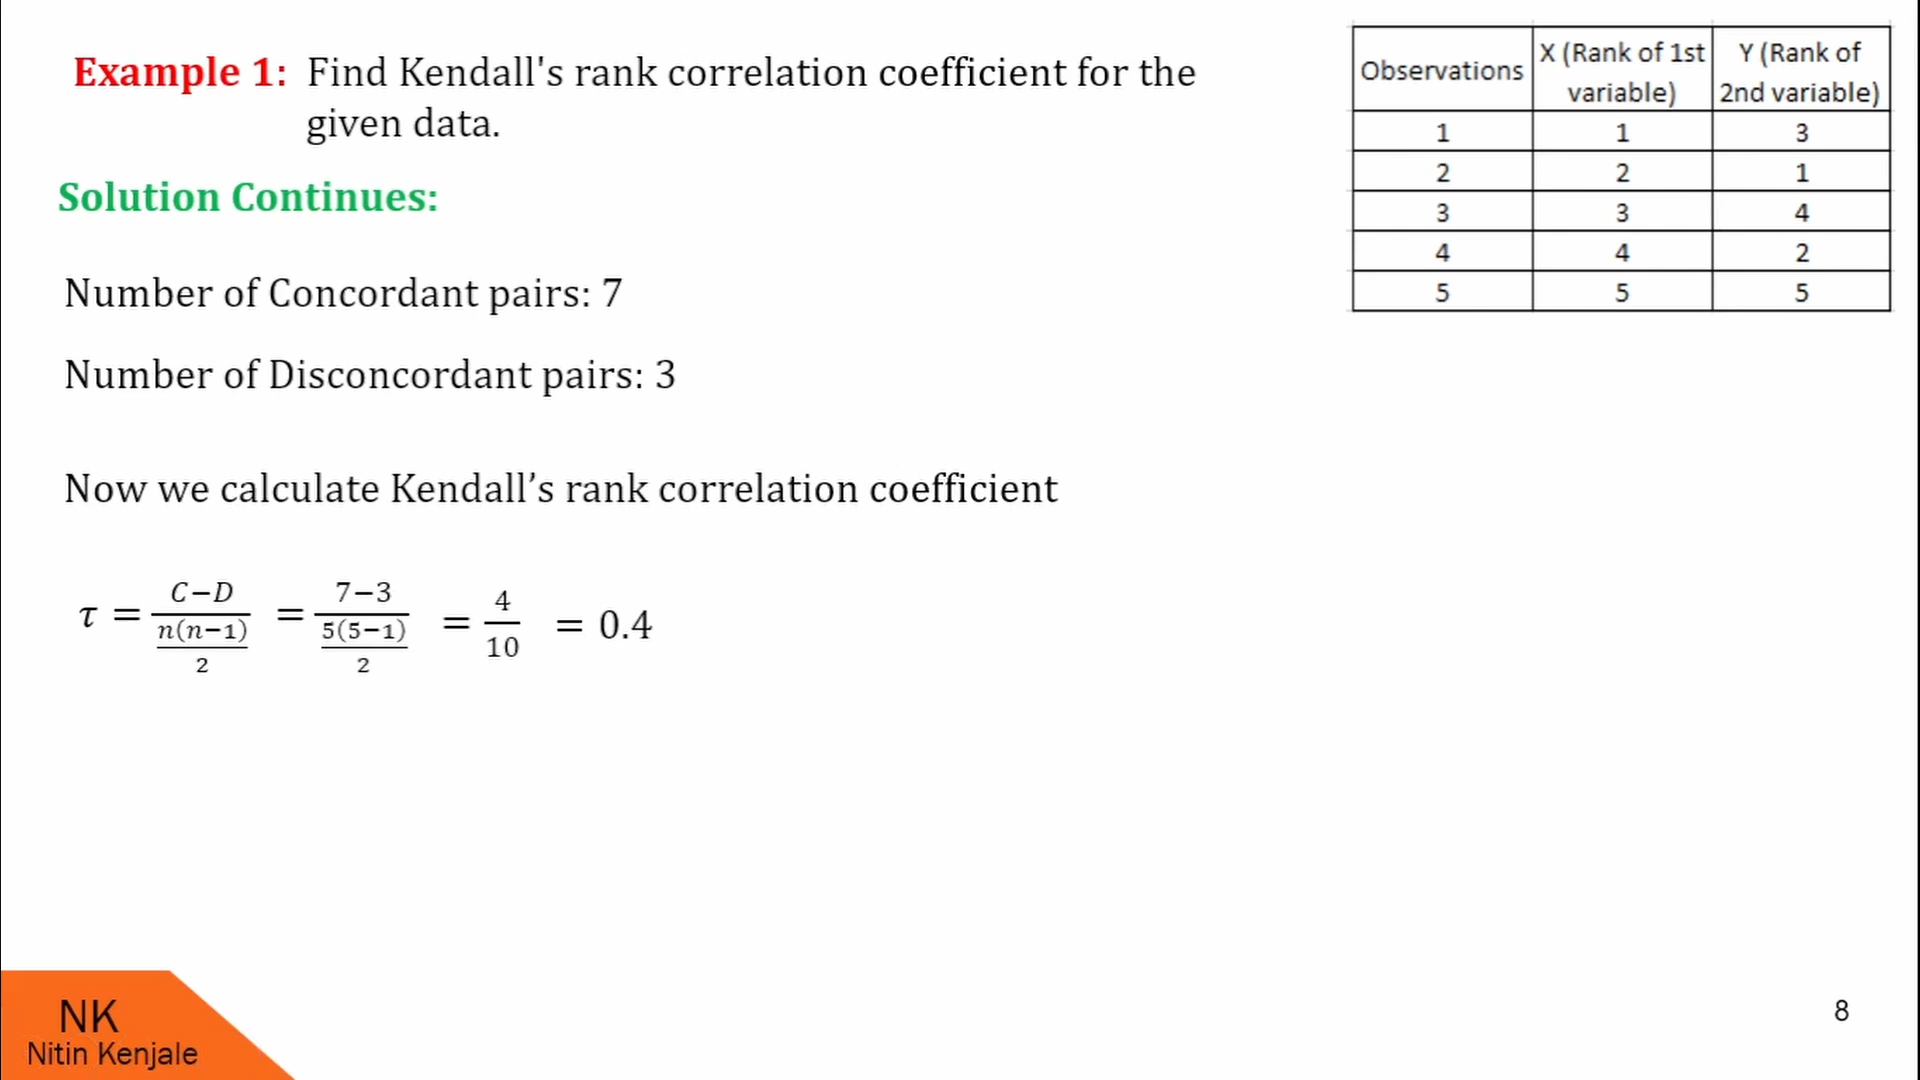 Example 1: Find Kendall's rank correlation coefficient for the
given data.
Observations | X (Rank of 1st variable) | Y (Rank of 2nd variable)
1 | 1 | 3
2 | 2 | 1
3 | 3 | 4
4 | 4 | 2
5 | 5 | 5
Solution Continues:
Number of Concordant pairs: 7
Number of Disconcordant pairs: 3
Now we calculate Kendall’s rank correlation coefficient
τ = (C−D)/(n(n−1)/2) = (7−3)/(5(5−1)/2) = 4/10 = 0.4
NK
Nitin Kenjale
8